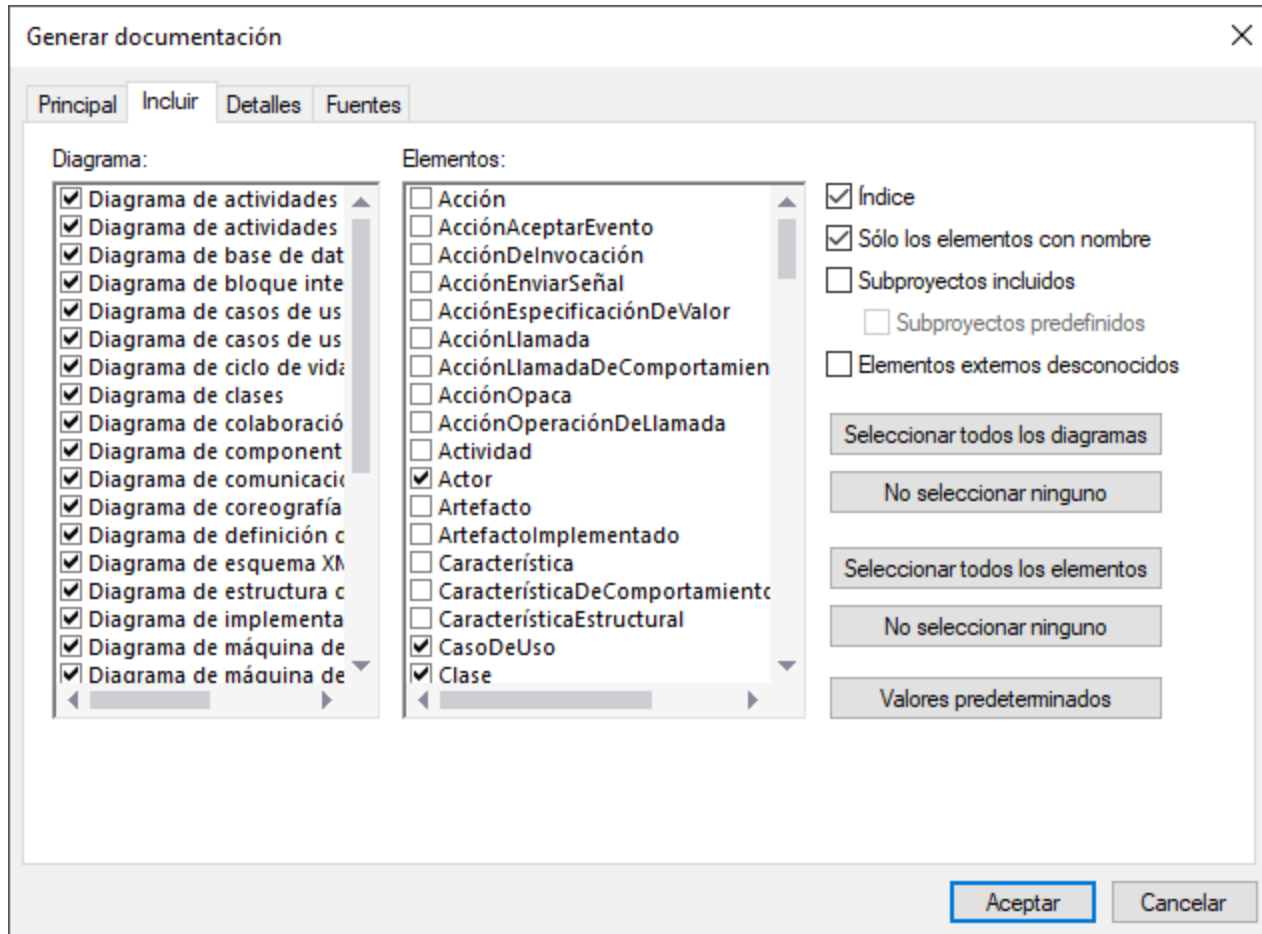 Generar documentación
Principal Incluir Detalles Fuentes
Diagrama:
Diagrama de actividades
Diagrama de actividades
Diagrama de base de dat
Diagrama de bloque inte
Diagrama de casos de us
Diagrama de casos de us
Diagrama de ciclo de vida
Diagrama de clases
Diagrama de colaboració
Diagrama de component
Diagrama de comunicació
Diagrama de coreografía
Diagrama de definición d
Diagrama de esquema XM
Diagrama de estructura d
Diagrama de implementa
Diagrama de máquina de
Diagrama de máquina de
Elementos:
Acción
AcciónAceptarEvento
AcciónDeInvocación
AcciónEnviarSeñal
AcciónEspecificaciónDeValor
AcciónLlamada
AcciónLlamadaDeComportamien
AcciónOpaca
AcciónOperaciónDeLlamada
Actividad
Actor
Artefacto
ArtefactoImplementado
Característica
CaracterísticaDeComportamiento
CaracterísticaEstructural
CasoDeUso
Clase
Índice
Sólo los elementos con nombre
Subproyectos incluidos
Subproyectos predefinidos
Elementos externos desconocidos
Seleccionar todos los diagramas
No seleccionar ninguno
Seleccionar todos los elementos
No seleccionar ninguno
Valores predeterminados
Aceptar Cancelar